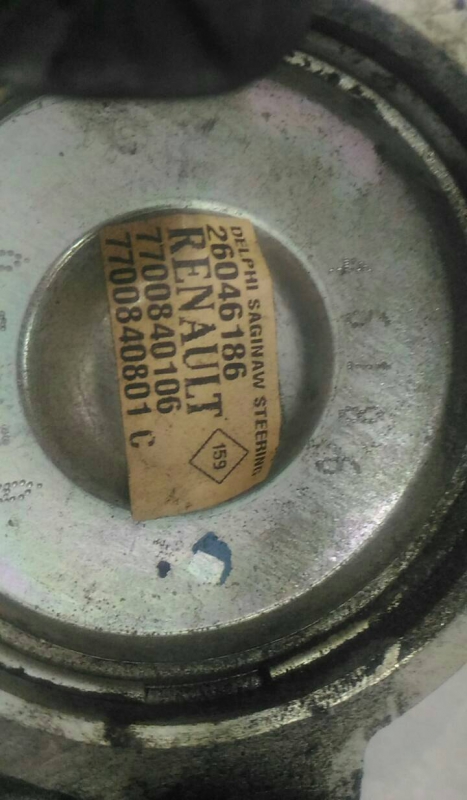 DELPHI SAGINAW STEERING
26046186
RENAULT
159
7700840106
7700840801 C